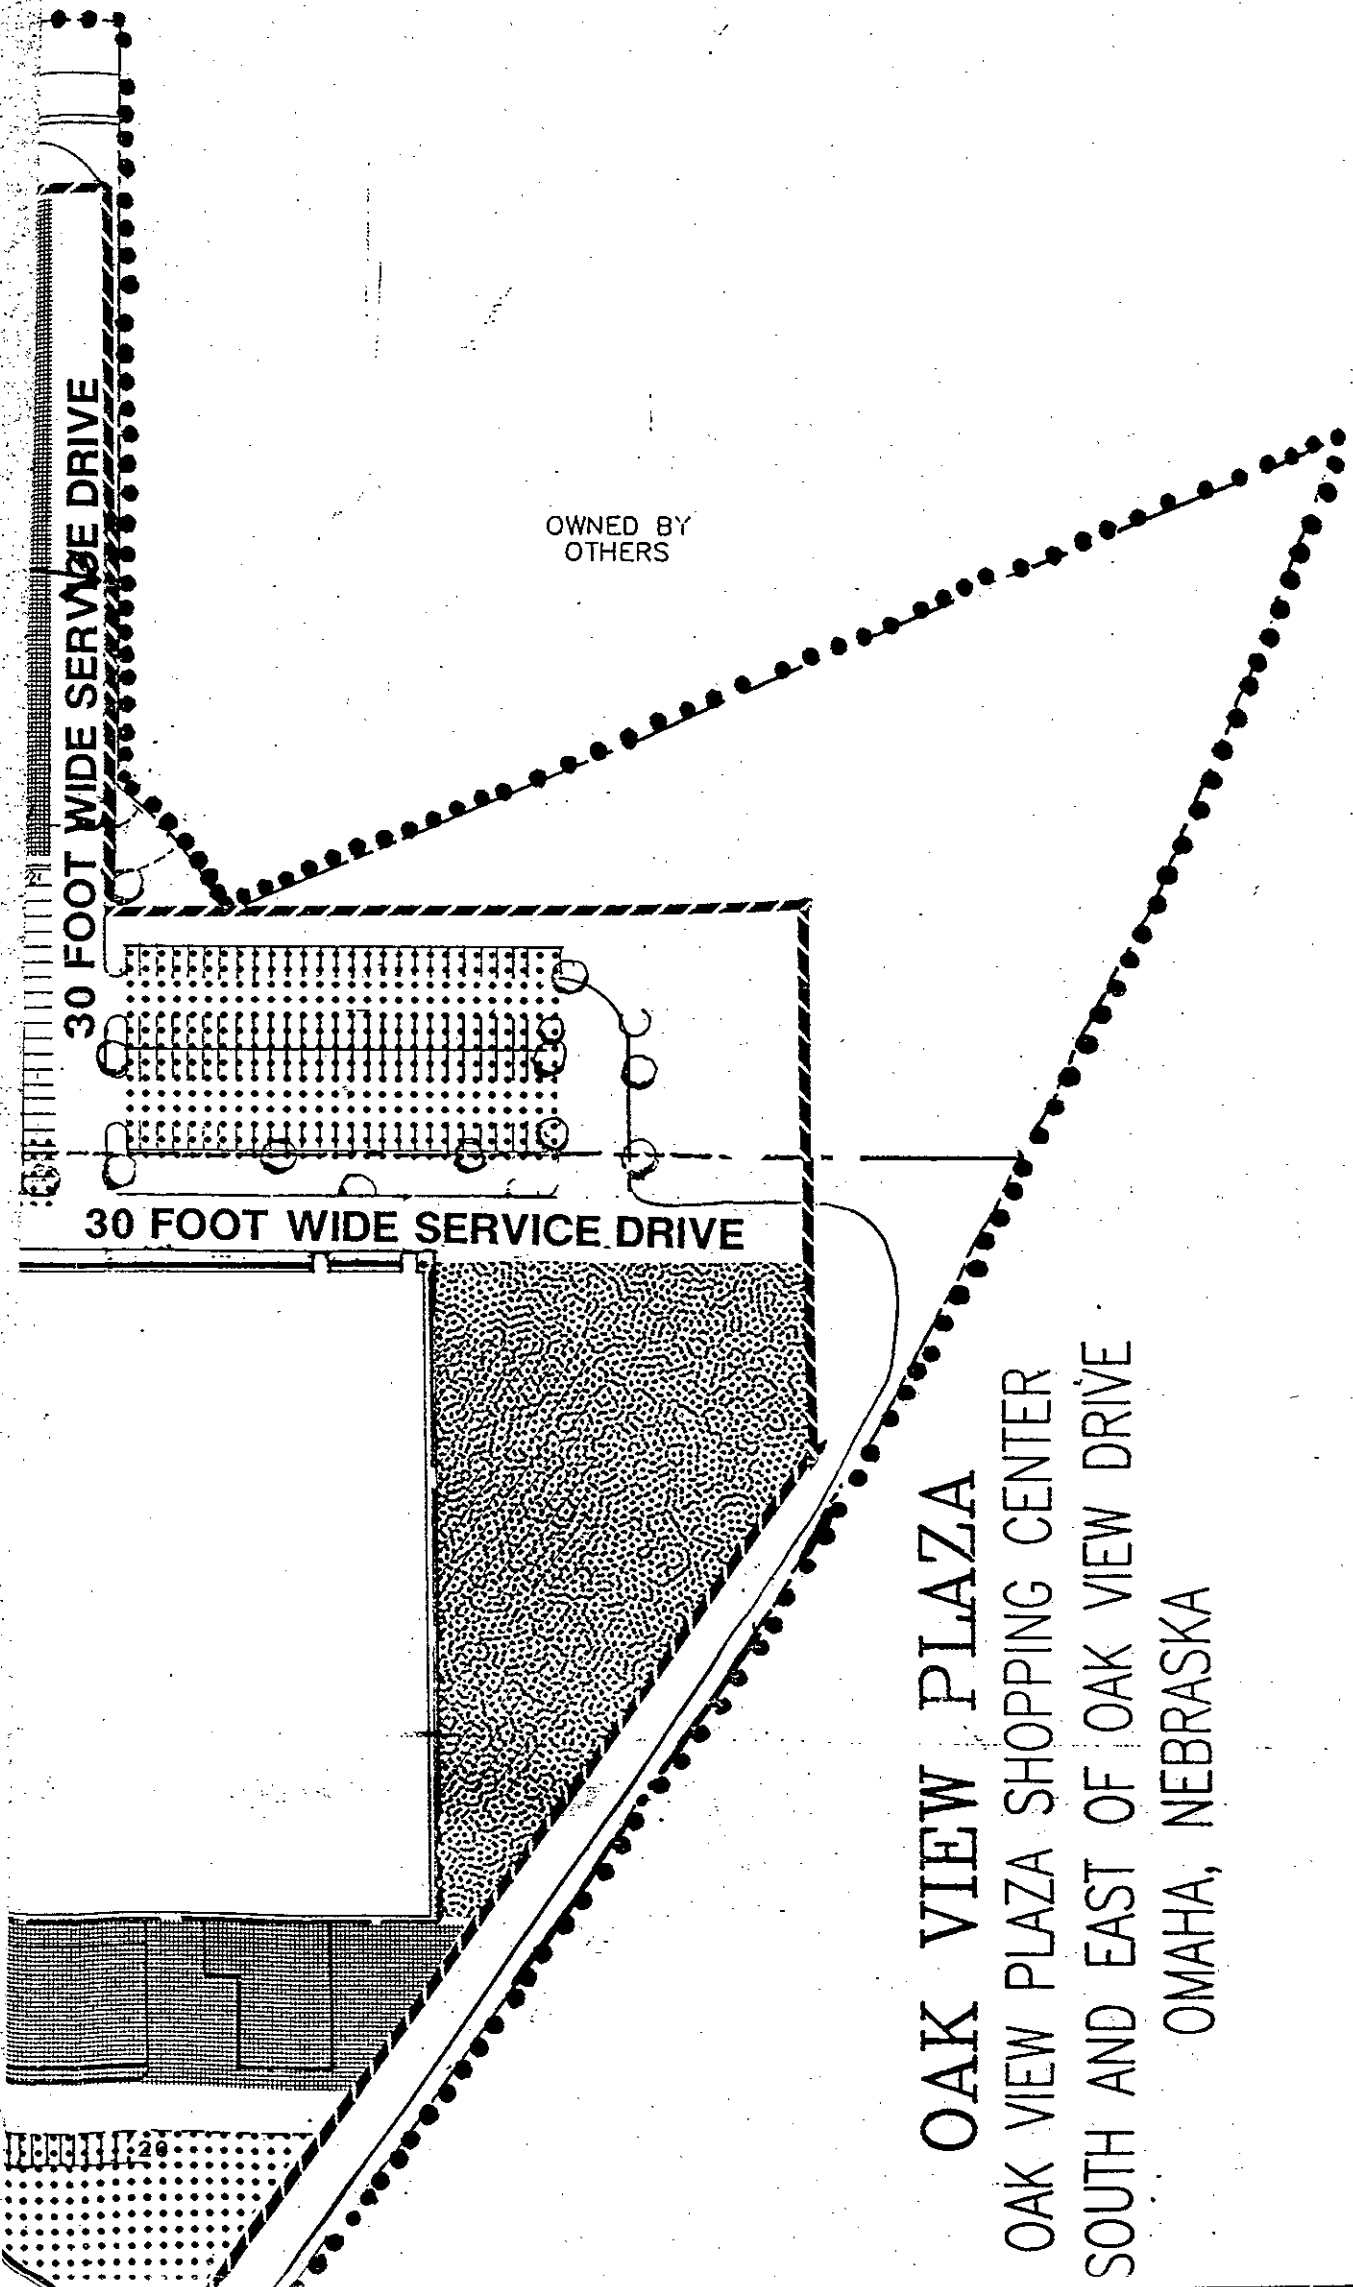 30 FOOT WIDE SERVICE DRIVE
OWNED BY
OTHERS
30 FOOT WIDE SERVICE DRIVE
20
OAK VIEW PLAZA
OAK VIEW PLAZA SHOPPING CENTER
SOUTH AND EAST OF OAK VIEW DRIVE
OMAHA, NEBRASKA